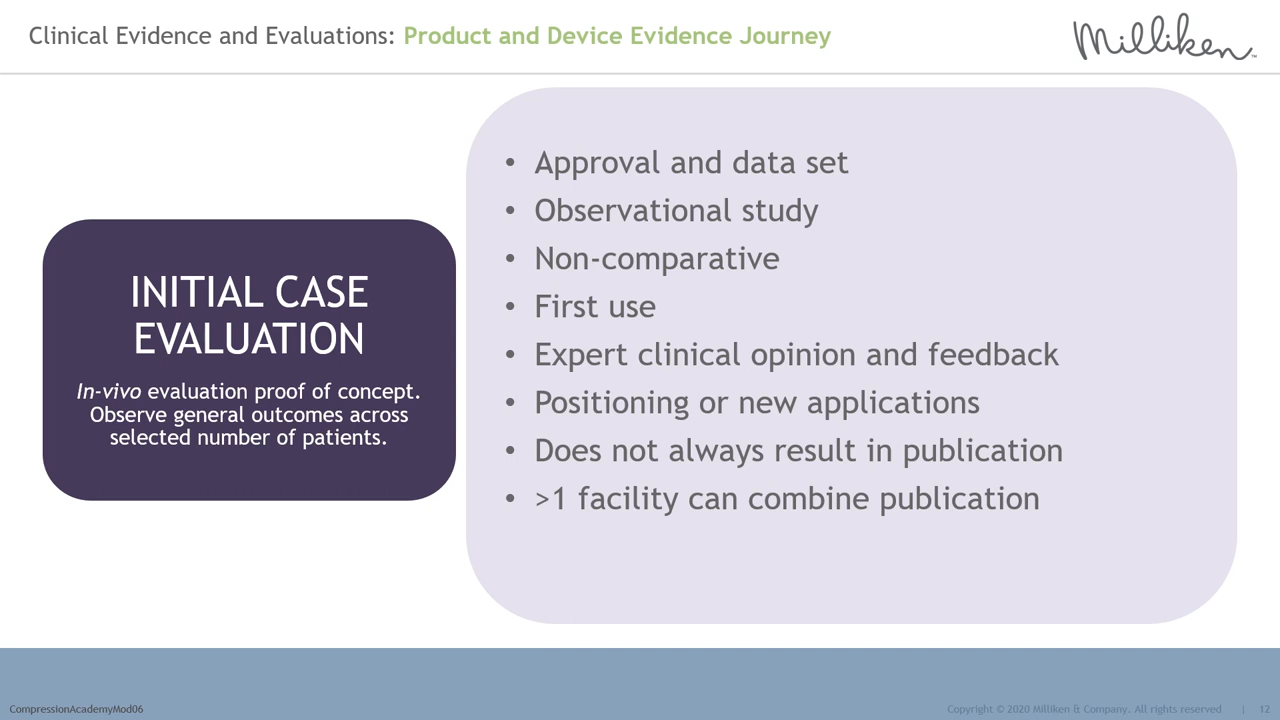 Clinical Evidence and Evaluations: Product and Device Evidence Journey
Milliken™
INITIAL CASE
EVALUATION
In-vivo evaluation proof of concept.
Observe general outcomes across
selected number of patients.
• Approval and data set
• Observational study
• Non-comparative
• First use
• Expert clinical opinion and feedback
• Positioning or new applications
• Does not always result in publication
• >1 facility can combine publication
CompressionAcademyMod06
Copyright © 2020 Milliken & Company. All rights reserved | 12